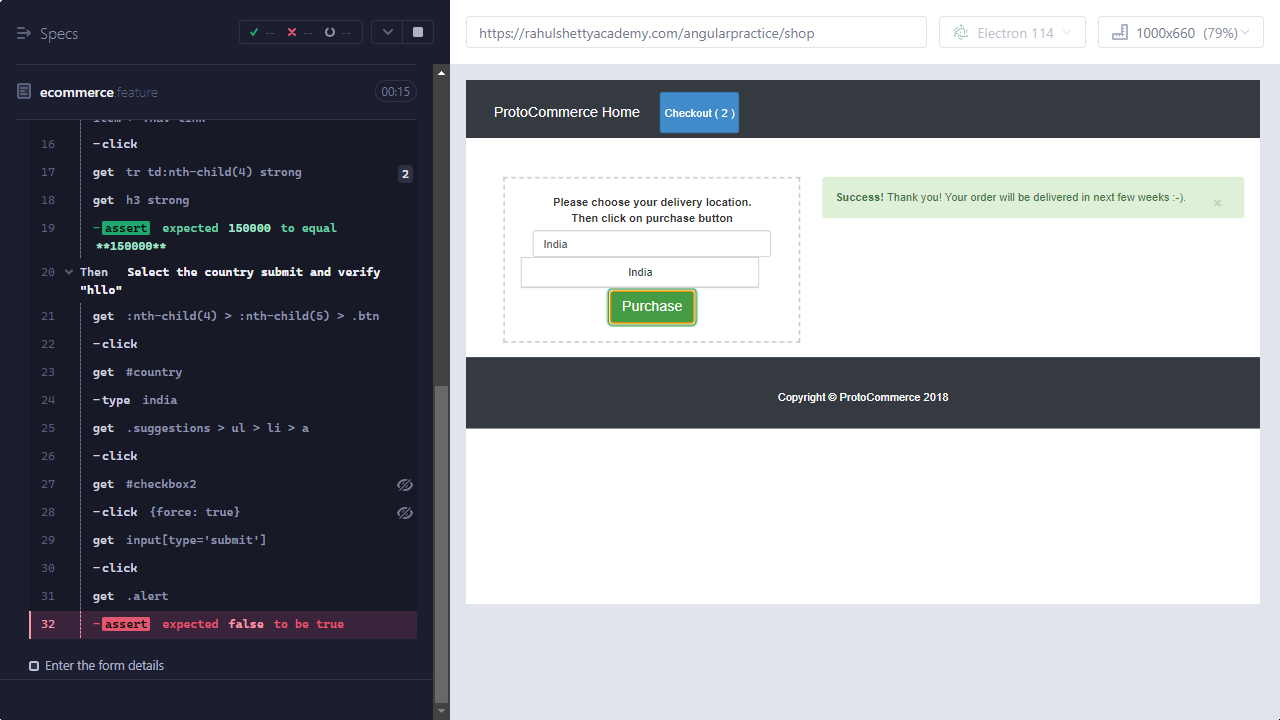 Specs
-- -- --
ecommerce.feature
00:15
item > .nav-link
16 -click
17 get tr td:nth-child(4) strong 2
18 get h3 strong
19 -assert expected 150000 to equal
**150000**
20 Then Select the country submit and verify
"hllo"
21 get :nth-child(4) > :nth-child(5) > .btn
22 -click
23 get #country
24 -type india
25 get .suggestions > ul > li > a
26 -click
27 get #checkbox2
28 -click {force: true}
29 get input[type='submit']
30 -click
31 get .alert
32 -assert expected false to be true
Enter the form details
https://rahulshettyacademy.com/angularpractice/shop
Electron 114
1000x660 (79%)
ProtoCommerce Home
Checkout ( 2 )
Please choose your delivery location.
Then click on purchase button
India
India
Purchase
Success! Thank you! Your order will be delivered in next few weeks :-).
×
Copyright © ProtoCommerce 2018